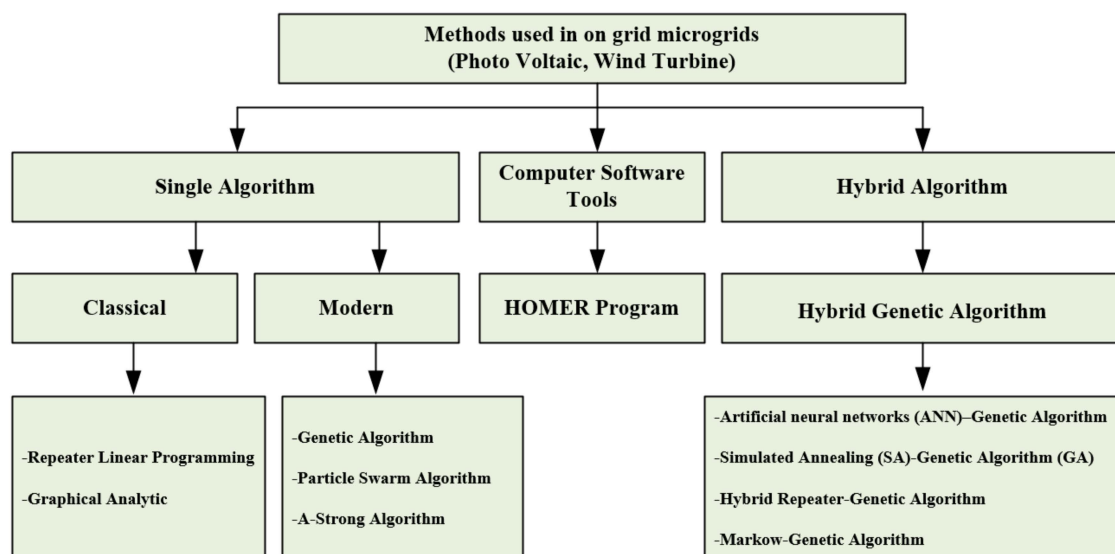 Methods used in on grid microgrids
(Photo Voltaic, Wind Turbine)
Single Algorithm
Computer Software
Tools
Hybrid Algorithm
Classical
Modern
HOMER Program
Hybrid Genetic Algorithm
-Repeater Linear Programming
-Graphical Analytic
-Genetic Algorithm
-Particle Swarm Algorithm
-A-Strong Algorithm
-Artificial neural networks (ANN)–Genetic Algorithm
-Simulated Annealing (SA)-Genetic Algorithm (GA)
-Hybrid Repeater-Genetic Algorithm
-Markow-Genetic Algorithm